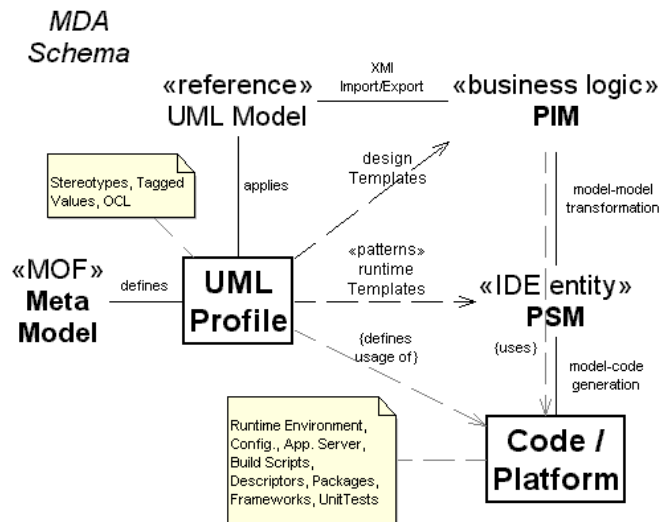 MDA
Schema
«reference»
UML Model
XMI
Import/Export
«business logic»
PIM
Stereotypes, Tagged
Values, OCL
applies
design
Templates
model-model
transformation
«MOF»
Meta
Model
defines
UML
Profile
«patterns»
runtime
Templates
«IDE entity»
PSM
{defines
usage of}
{uses}
model-code
generation
Runtime Environment,
Config., App. Server,
Build Scripts,
Descriptors, Packages,
Frameworks, UnitTests
Code /
Platform